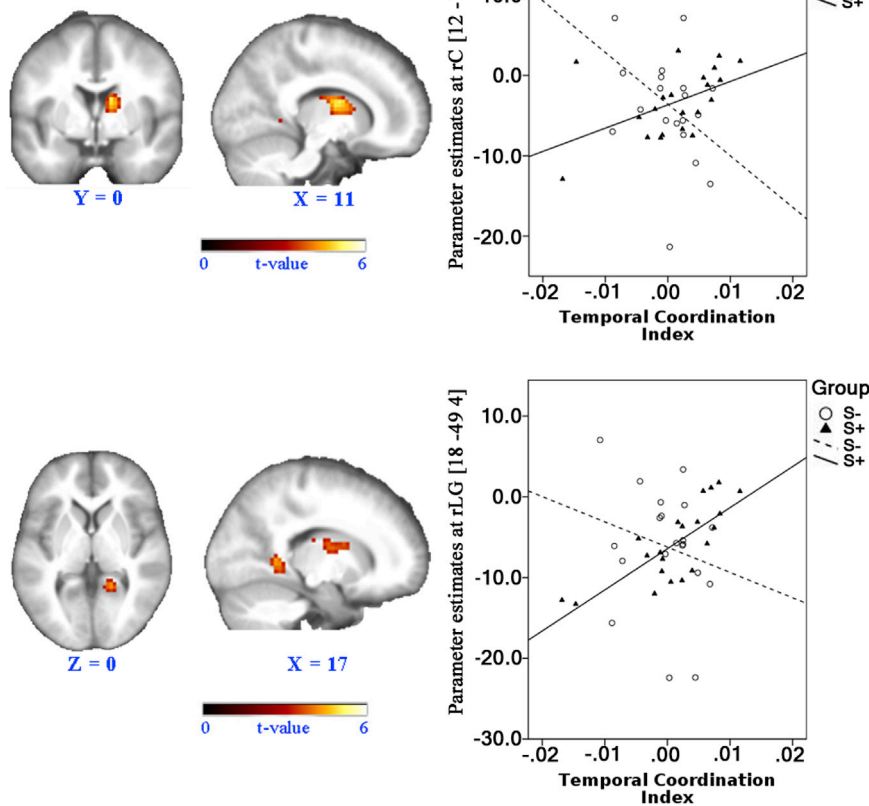 Y = 0
X = 11
0 t-value 6
Parameter estimates at rC [12 -
0.0
-10.0
-20.0
-.02 -.01 .00 .01 .02
Temporal Coordination
Index
S+
Z = 0
X = 17
0 t-value 6
Parameter estimates at rLG [18 -49 4]
10.0
0.0
-10.0
-20.0
-30.0
-.02 -.01 .00 .01 .02
Temporal Coordination
Index
Group
S-
S+
S-
S+